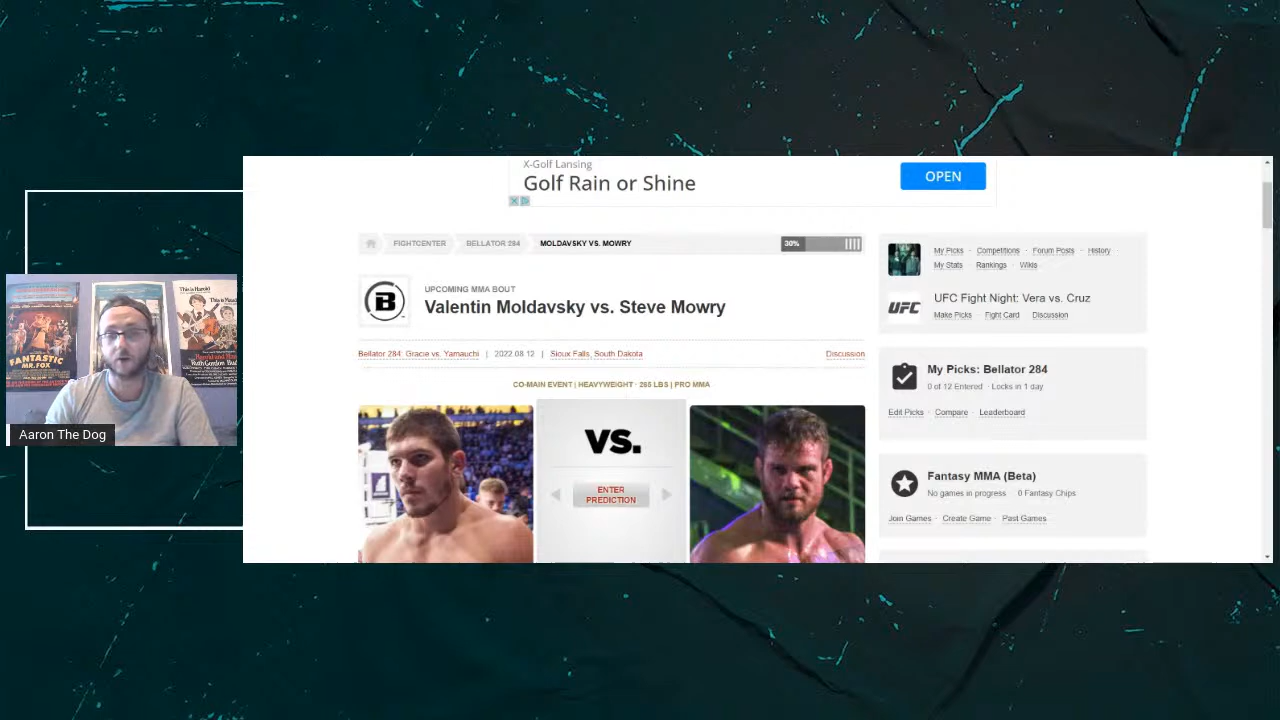 X-Golf Lansing
Golf Rain or Shine
OPEN
FIGHTCENTER
BELLATOR 284
MOLDAVSKY VS. MOWRY
30%
B
UPCOMING MMA BOUT
Valentin Moldavsky vs. Steve Mowry
Bellator 284: Gracie vs. Yamauchi | 2022.08.12 | Sioux Falls, South Dakota
Discussion
CO-MAIN EVENT | HEAVYWEIGHT · 265 LBS | PRO MMA
VS.
ENTER
PREDICTION
My Picks · Competitions · Forum Posts · History ·
My Stats · Rankings · Wikis
UFC
UFC Fight Night: Vera vs. Cruz
Make Picks · Fight Card · Discussion
My Picks: Bellator 284
0 of 12 Entered · Locks in 1 day
Edit Picks · Compare · Leaderboard
Fantasy MMA (Beta)
No games in progress · 0 Fantasy Chips
Join Games · Create Game · Past Games
FANTASTIC
MR. FOX
This is Harold
Aaron The Dog